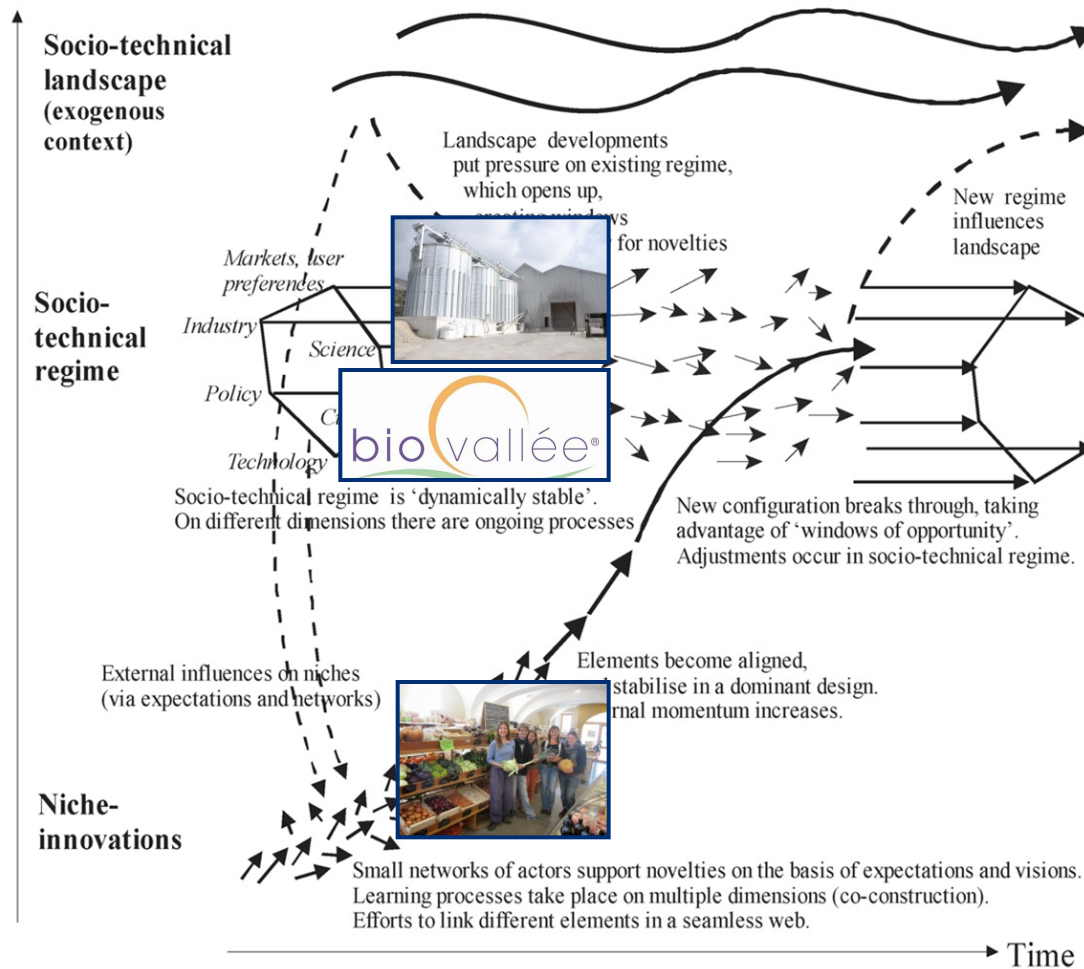 Socio-technical
landscape
(exogenous
context)
Landscape developments
put pressure on existing regime,
which opens up,
creating windows
for novelties
New regime
influences
landscape
Markets, user
preferences
Socio-
technical
regime
Industry
Science
Policy
Technology
biovallée®
Socio-technical regime is ‘dynamically stable’.
On different dimensions there are ongoing processes
New configuration breaks through, taking
advantage of ‘windows of opportunity’.
Adjustments occur in socio-technical regime.
External influences on niches
(via expectations and networks)
Elements become aligned,
stabilise in a dominant design.
momentum increases.
Niche-
innovations
Small networks of actors support novelties on the basis of expectations and visions.
Learning processes take place on multiple dimensions (co-construction).
Efforts to link different elements in a seamless web.
Time